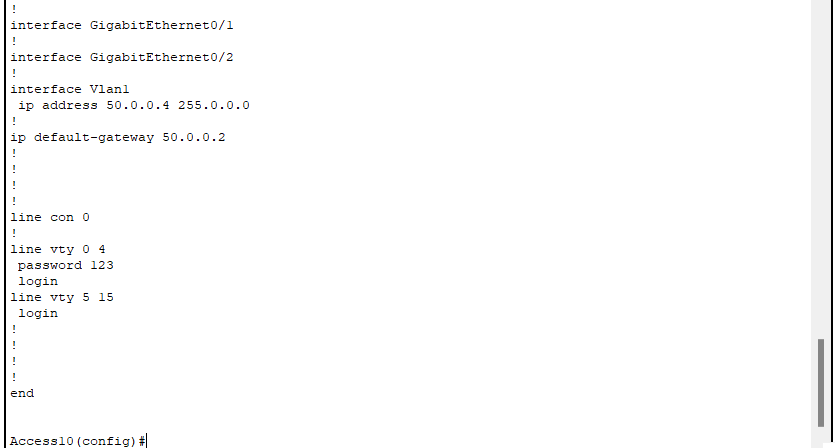 !
interface GigabitEthernet0/1
!
interface GigabitEthernet0/2
!
interface Vlan1
 ip address 50.0.0.4 255.0.0.0
!
ip default-gateway 50.0.0.2
!
!
!
!
line con 0
!
line vty 0 4
 password 123
 login
line vty 5 15
 login
!
!
!
!
end
Access10(config)#